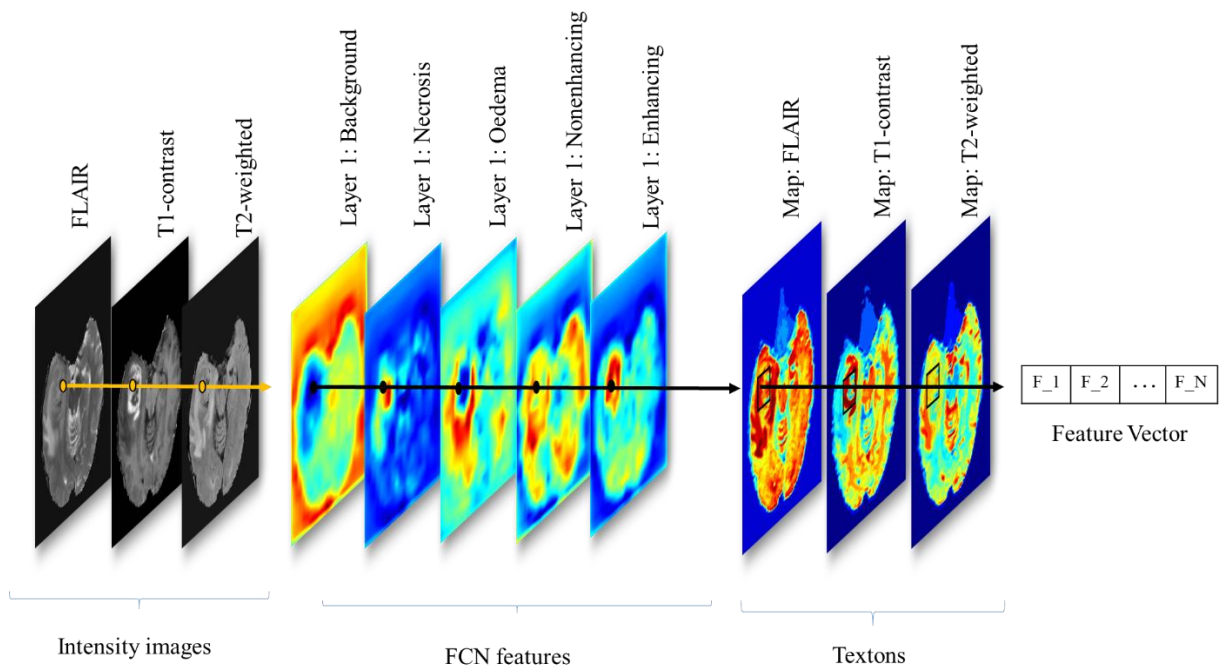 FLAIR
T1-contrast
T2-weighted
Layer 1: Background
Layer 1: Necrosis
Layer 1: Oedema
Layer 1: Nonenhancing
Layer 1: Enhancing
Map: FLAIR
Map: T1-contrast
Map: T2-weighted
F_1 F_2 ... F_N
Feature Vector
Intensity images
FCN features
Textons